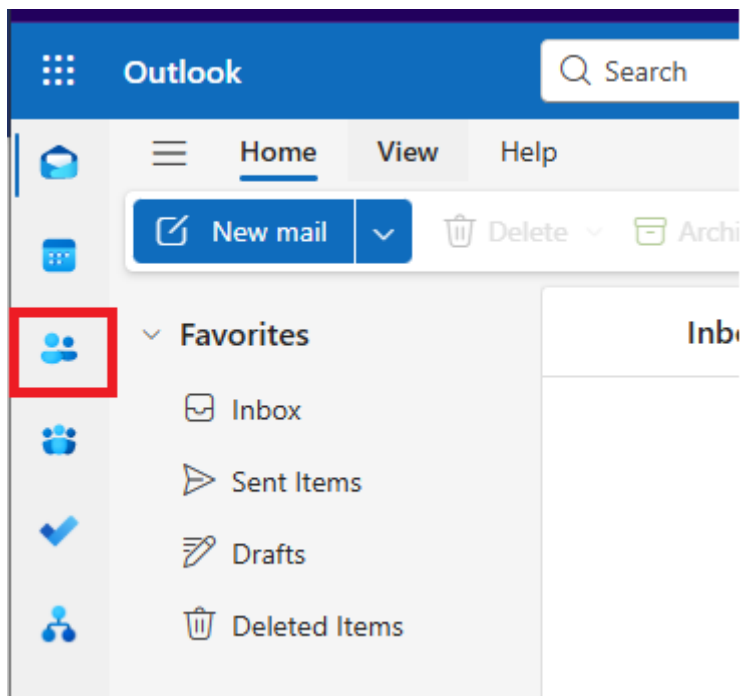 Outlook
Search
Home View Help
New mail Delete
Favorites
Inbox
Sent Items
Drafts
Deleted Items